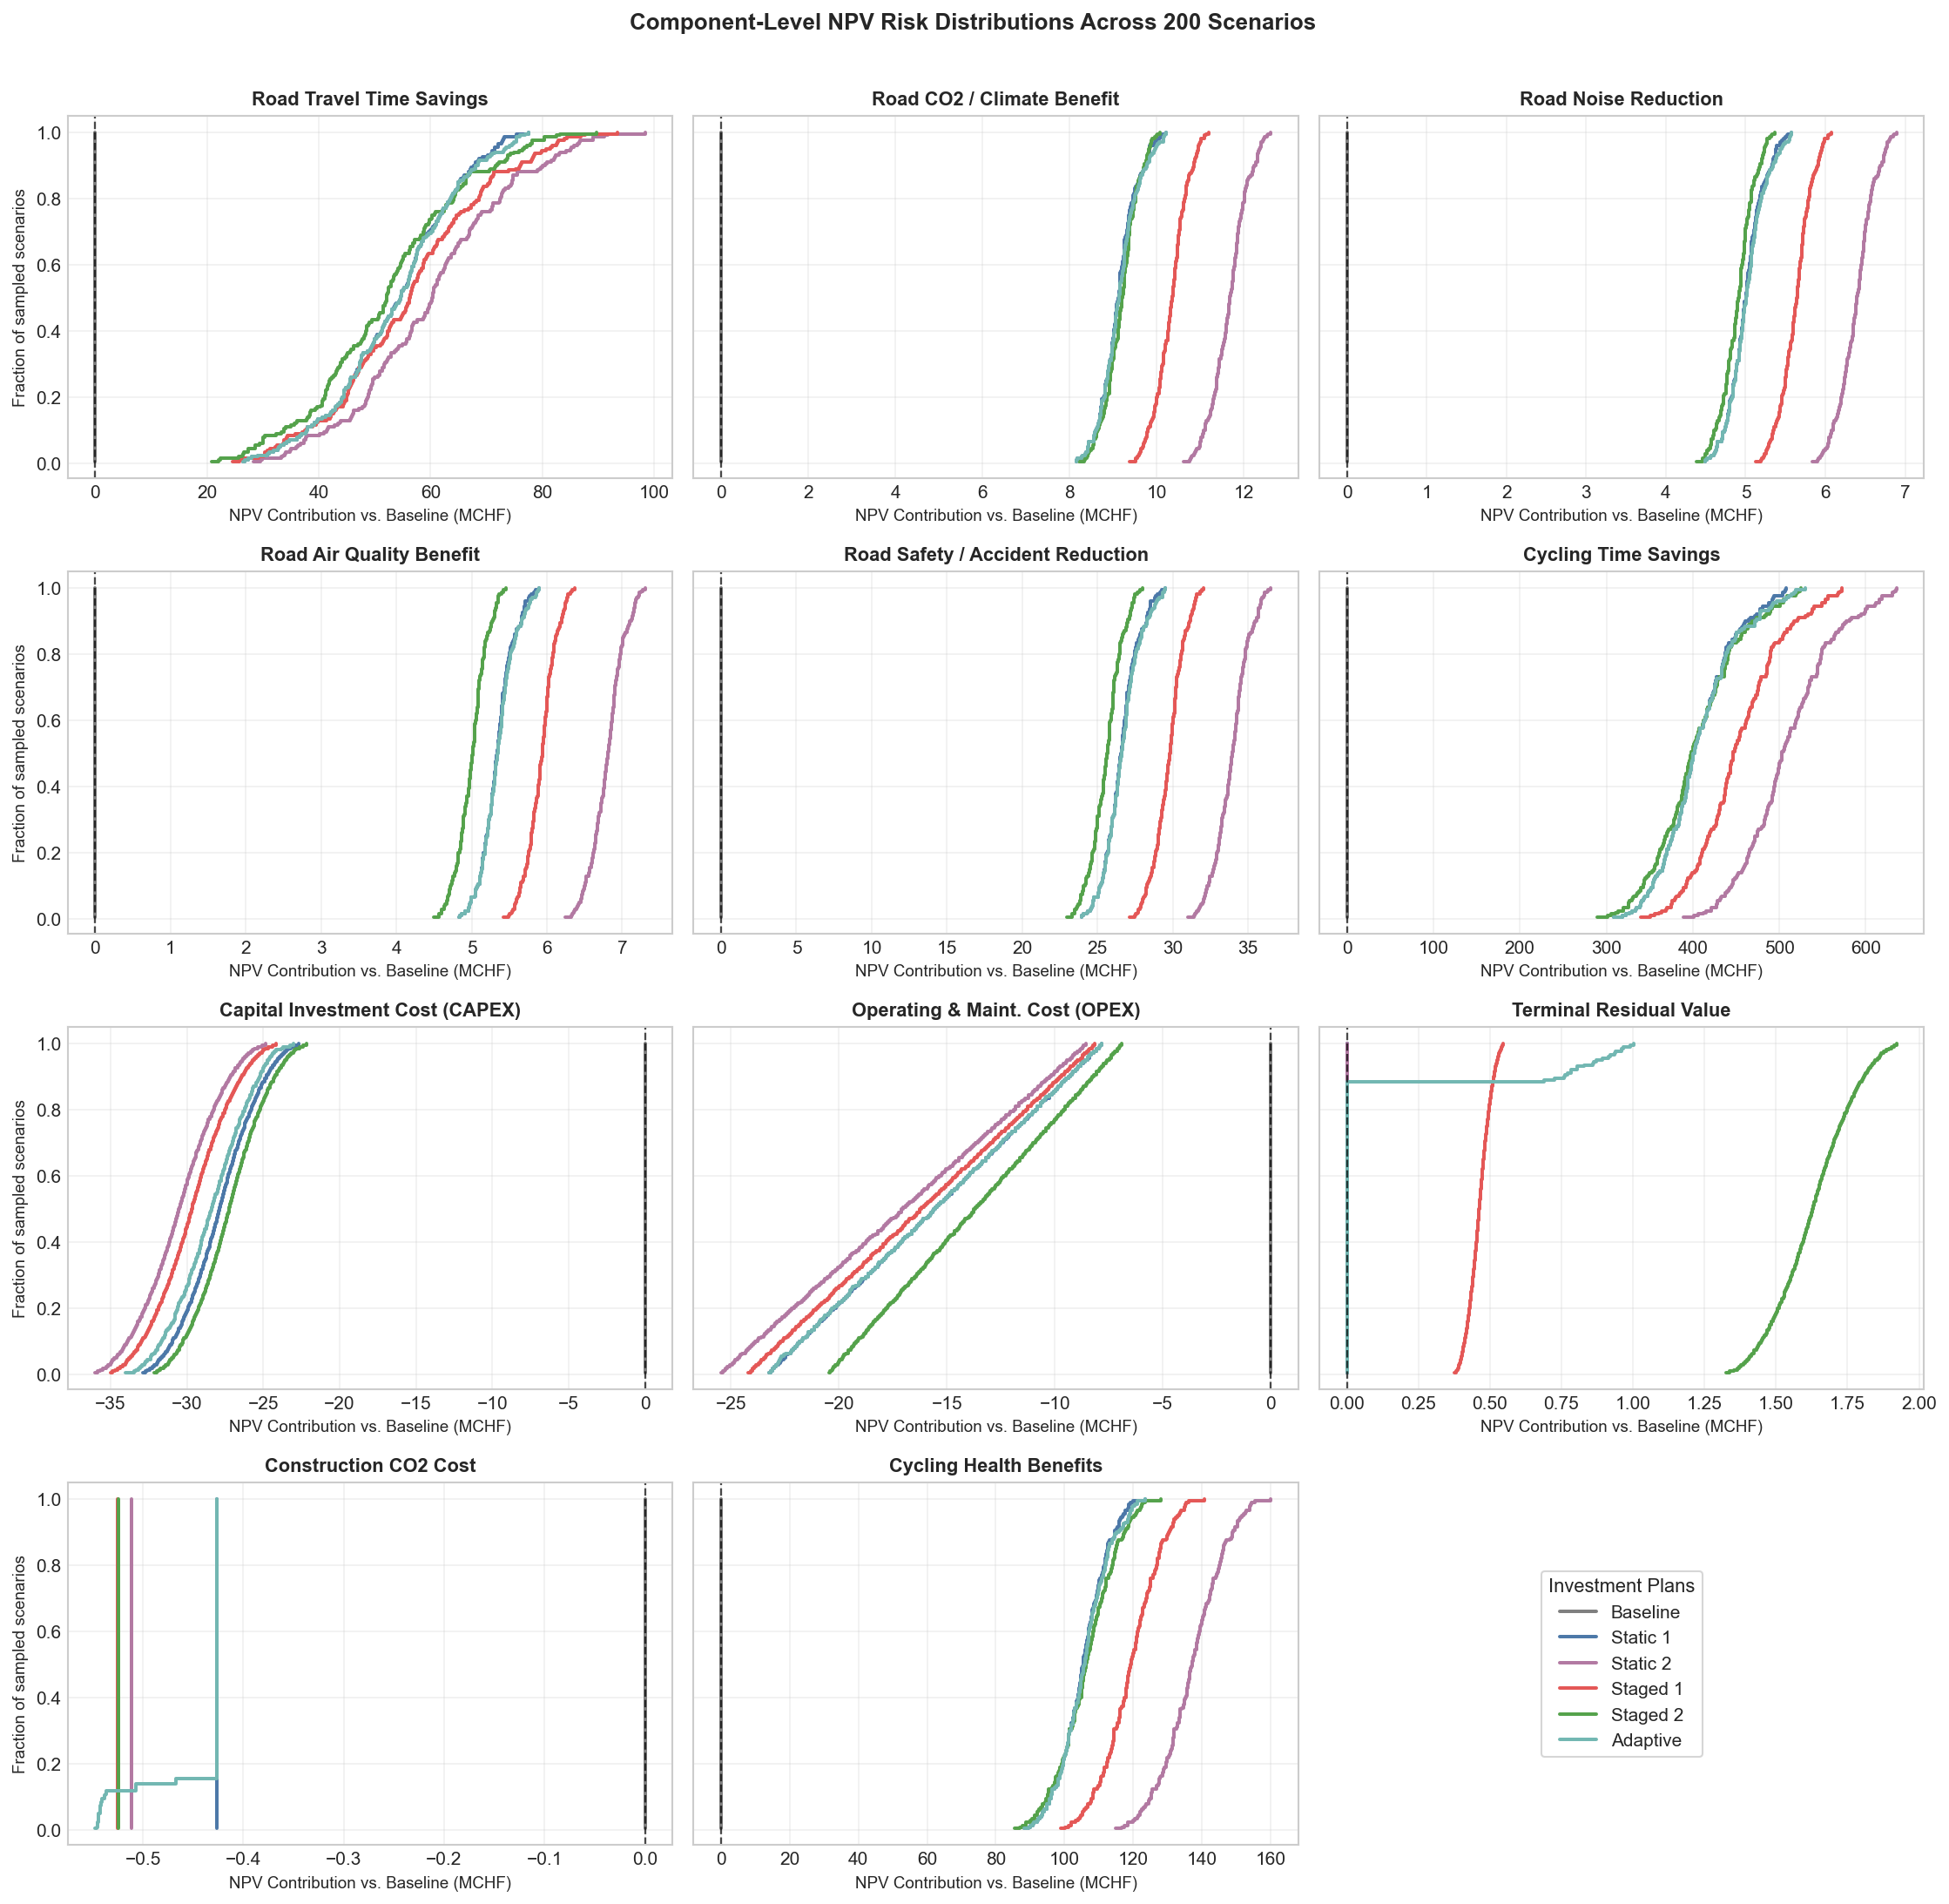 Component-Level NPV Risk Distributions Across 200 Scenarios
Road Travel Time Savings
Fraction of sampled scenarios
1.0
0.8
0.6
0.4
0.2
0.0
0 20 40 60 80 100
NPV Contribution vs. Baseline (MCHF)
Road CO2 / Climate Benefit
0 2 4 6 8 10 12
NPV Contribution vs. Baseline (MCHF)
Road Noise Reduction
0 1 2 3 4 5 6 7
NPV Contribution vs. Baseline (MCHF)
Road Air Quality Benefit
Fraction of sampled scenarios
1.0
0.8
0.6
0.4
0.2
0.0
0 1 2 3 4 5 6 7
NPV Contribution vs. Baseline (MCHF)
Road Safety / Accident Reduction
0 5 10 15 20 25 30 35
NPV Contribution vs. Baseline (MCHF)
Cycling Time Savings
0 100 200 300 400 500 600
NPV Contribution vs. Baseline (MCHF)
Capital Investment Cost (CAPEX)
Fraction of sampled scenarios
1.0
0.8
0.6
0.4
0.2
0.0
−35 −30 −25 −20 −15 −10 −5 0
NPV Contribution vs. Baseline (MCHF)
Operating & Maint. Cost (OPEX)
−25 −20 −15 −10 −5 0
NPV Contribution vs. Baseline (MCHF)
Terminal Residual Value
0.00 0.25 0.50 0.75 1.00 1.25 1.50 1.75 2.00
NPV Contribution vs. Baseline (MCHF)
Construction CO2 Cost
Fraction of sampled scenarios
1.0
0.8
0.6
0.4
0.2
0.0
−0.5 −0.4 −0.3 −0.2 −0.1 0.0
NPV Contribution vs. Baseline (MCHF)
Cycling Health Benefits
0 20 40 60 80 100 120 140 160
NPV Contribution vs. Baseline (MCHF)
Investment Plans
Baseline
Static 1
Static 2
Staged 1
Staged 2
Adaptive